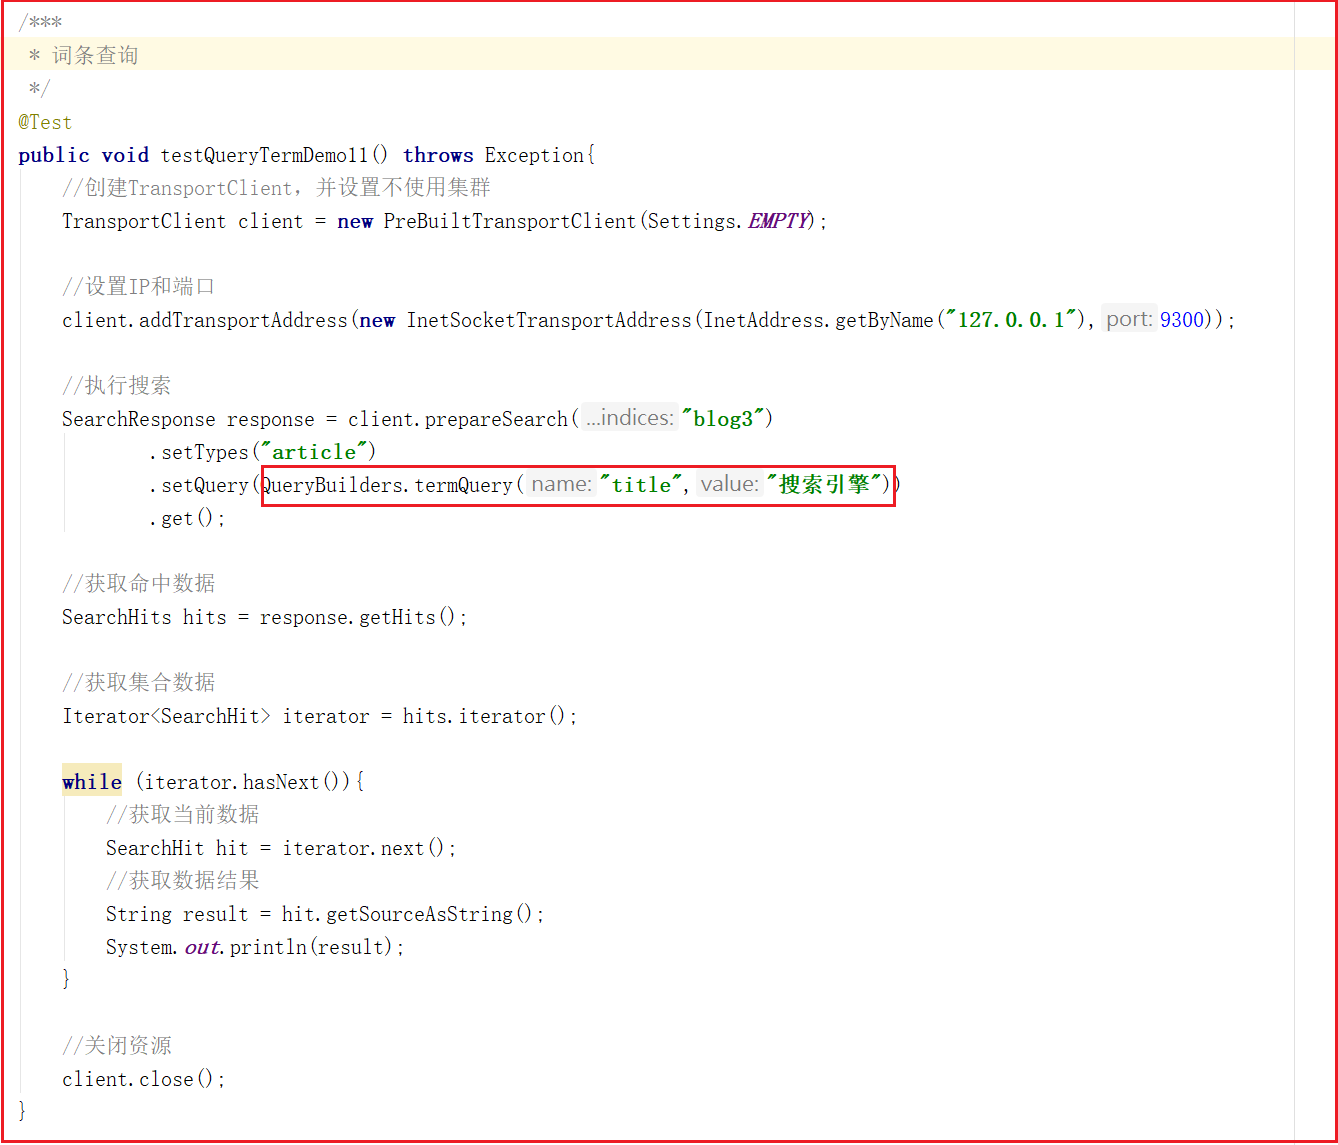 /***
 * 词条查询
 */
@Test
public void testQueryTermDemo11() throws Exception{
    //创建TransportClient，并设置不使用集群
    TransportClient client = new PreBuiltTransportClient(Settings.EMPTY);
    //设置IP和端口
    client.addTransportAddress(new InetSocketTransportAddress(InetAddress.getByName("127.0.0.1"), port: 9300));
    //执行搜索
    SearchResponse response = client.prepareSearch( ...indices: "blog3")
            .setTypes("article")
            .setQuery(QueryBuilders.termQuery( name: "title", value: "搜索引擎"))
            .get();
    //获取命中数据
    SearchHits hits = response.getHits();
    //获取集合数据
    Iterator<SearchHit> iterator = hits.iterator();
    while (iterator.hasNext()){
        //获取当前数据
        SearchHit hit = iterator.next();
        //获取数据结果
        String result = hit.getSourceAsString();
        System.out.println(result);
    }
    //关闭资源
    client.close();
}